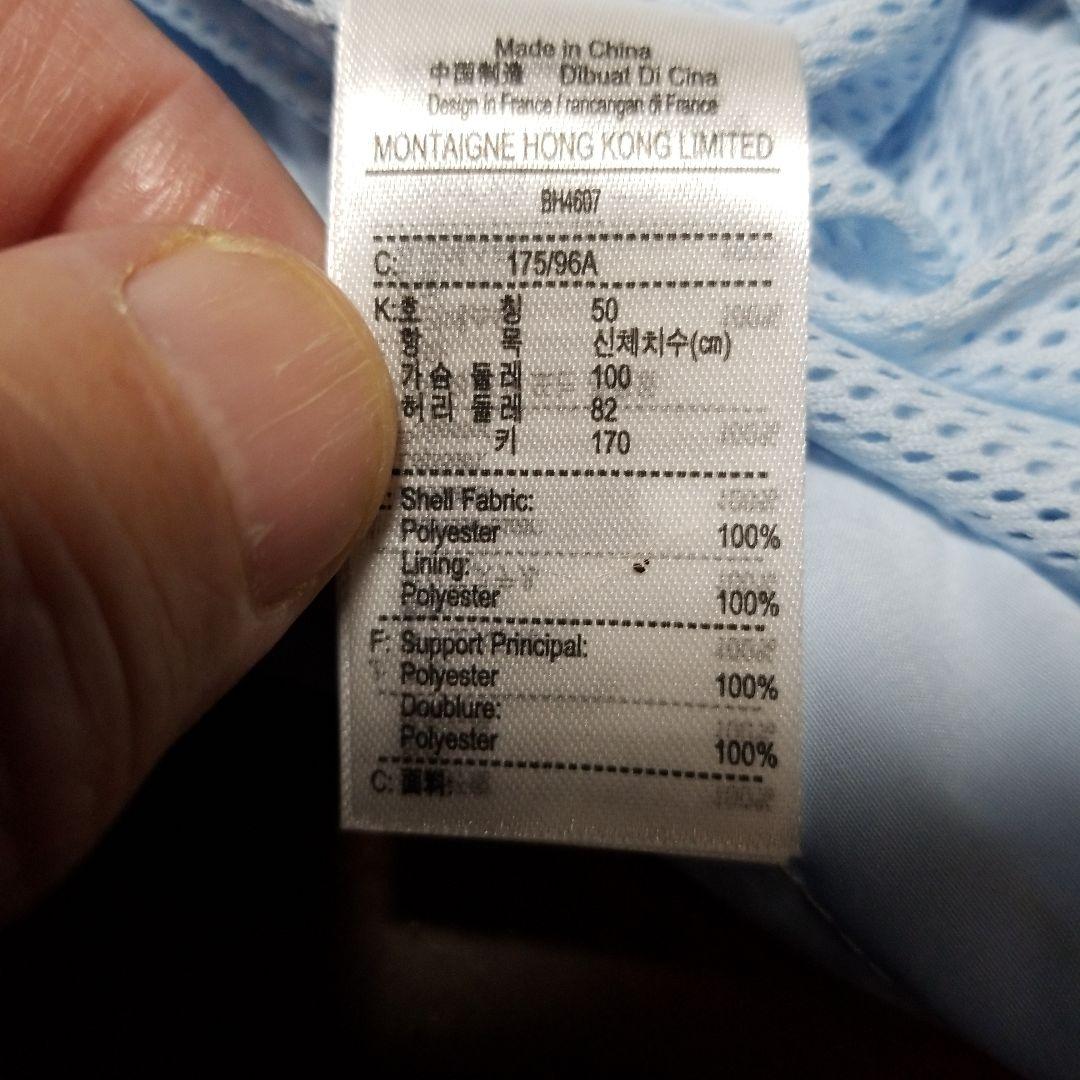 Made in China
中国制造 Dibuat Di Cina
Design in France / rancangan di France
MONTAIGNE HONG KONG LIMITED
BH4607
C: 175/96A
K:호 칭 50
항 목 신체치수(cm)
가슴 둘레 100
허리 둘레 82
키 170
Shell Fabric:
Polyester 100%
Lining:
Polyester 100%
F: Support Principal:
Polyester 100%
Doublure:
Polyester 100%
C: 面料: